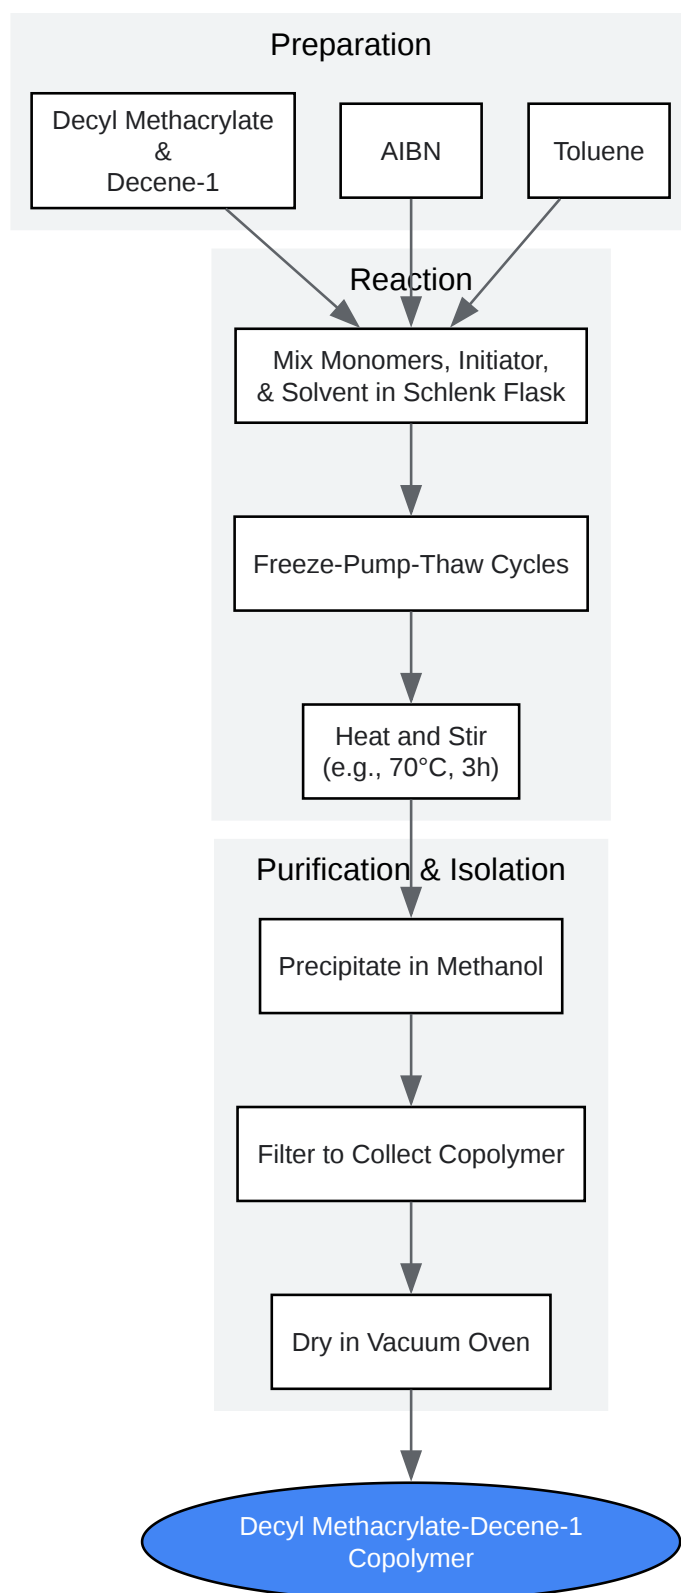 Preparation
Decyl Methacrylate
&
Decene-1
AIBN
Toluene
Reaction
Mix Monomers, Initiator,
& Solvent in Schlenk Flask
Freeze-Pump-Thaw Cycles
Heat and Stir
(e.g., 70°C, 3h)
Purification & Isolation
Precipitate in Methanol
Filter to Collect Copolymer
Dry in Vacuum Oven
Decyl Methacrylate-Decene-1
Copolymer